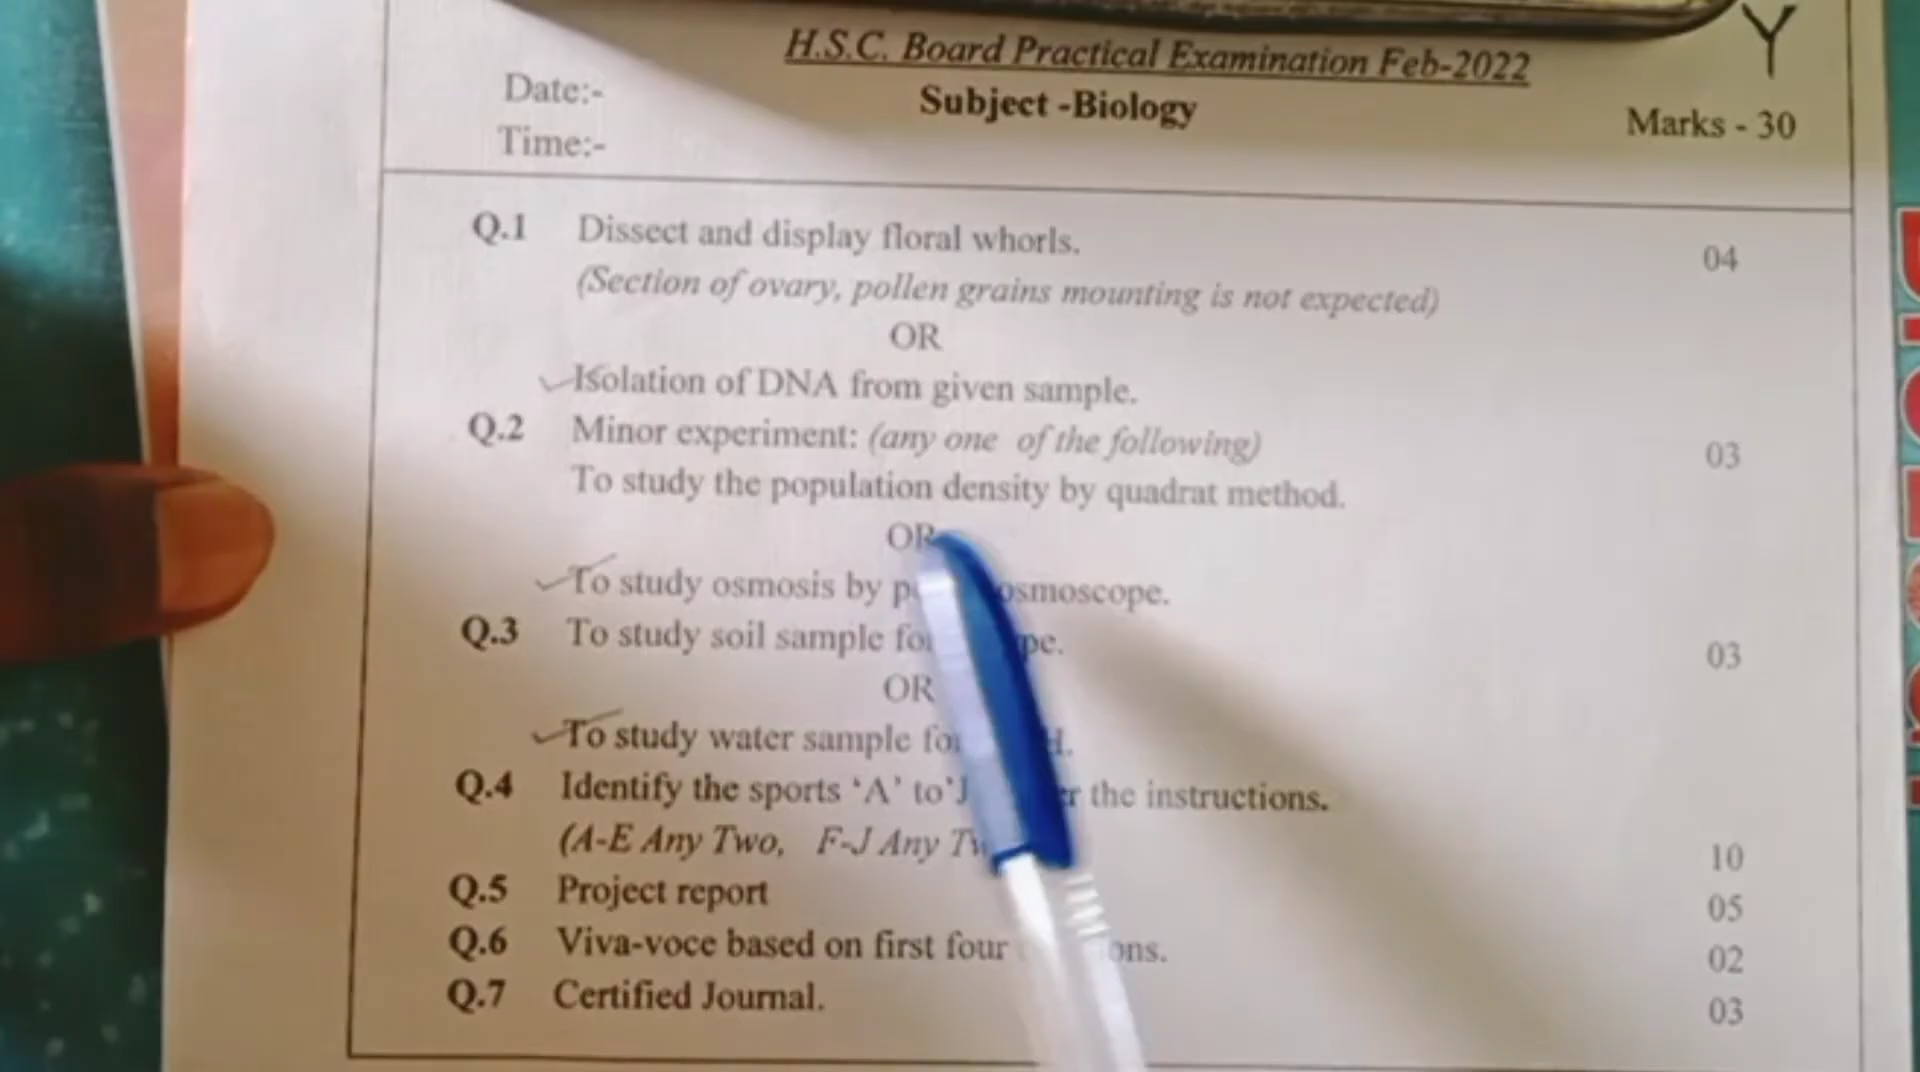 Y
H.S.C. Board Practical Examination Feb-2022
Date:- Subject -Biology
Time:- Marks - 30
Q.1 Dissect and display floral whorls. 04
(Section of ovary, pollen grains mounting is not expected)
OR
Isolation of DNA from given sample.
Q.2 Minor experiment: (any one of the following) 03
To study the population density by quadrat method.
OR
To study osmosis by osmoscope.
Q.3 To study soil sample 03
OR
To study water sample
Q.4 Identify the sports ‘A’ to’J the instructions.
(A-E Any Two, F-J Any 10
Q.5 Project report 05
Q.6 Viva-voce based on first four 02
Q.7 Certified Journal. 03